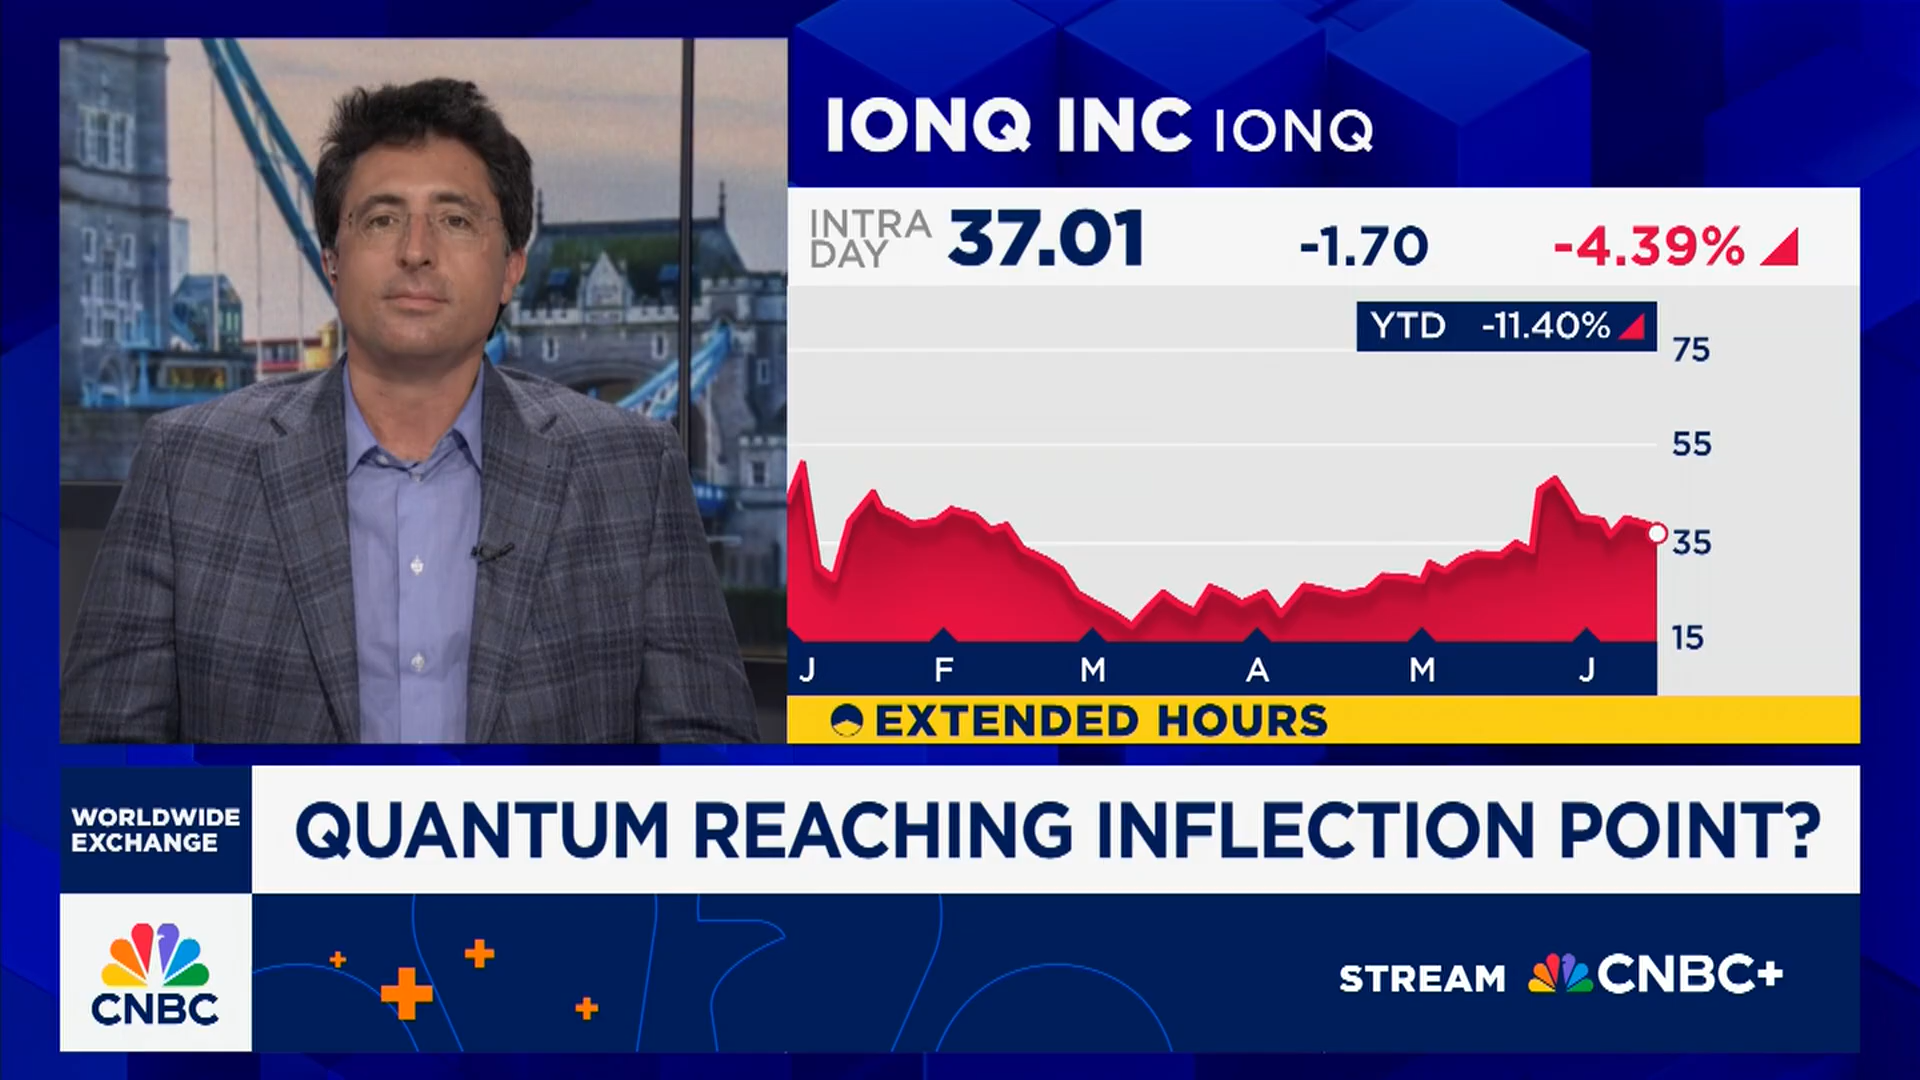 IONQ INC IONQ
INTRA DAY 37.01 -1.70 -4.39%
YTD -11.40%
75
55
35
15
J F M A M J
EXTENDED HOURS
WORLDWIDE EXCHANGE
QUANTUM REACHING INFLECTION POINT?
CNBC
STREAM CNBC+